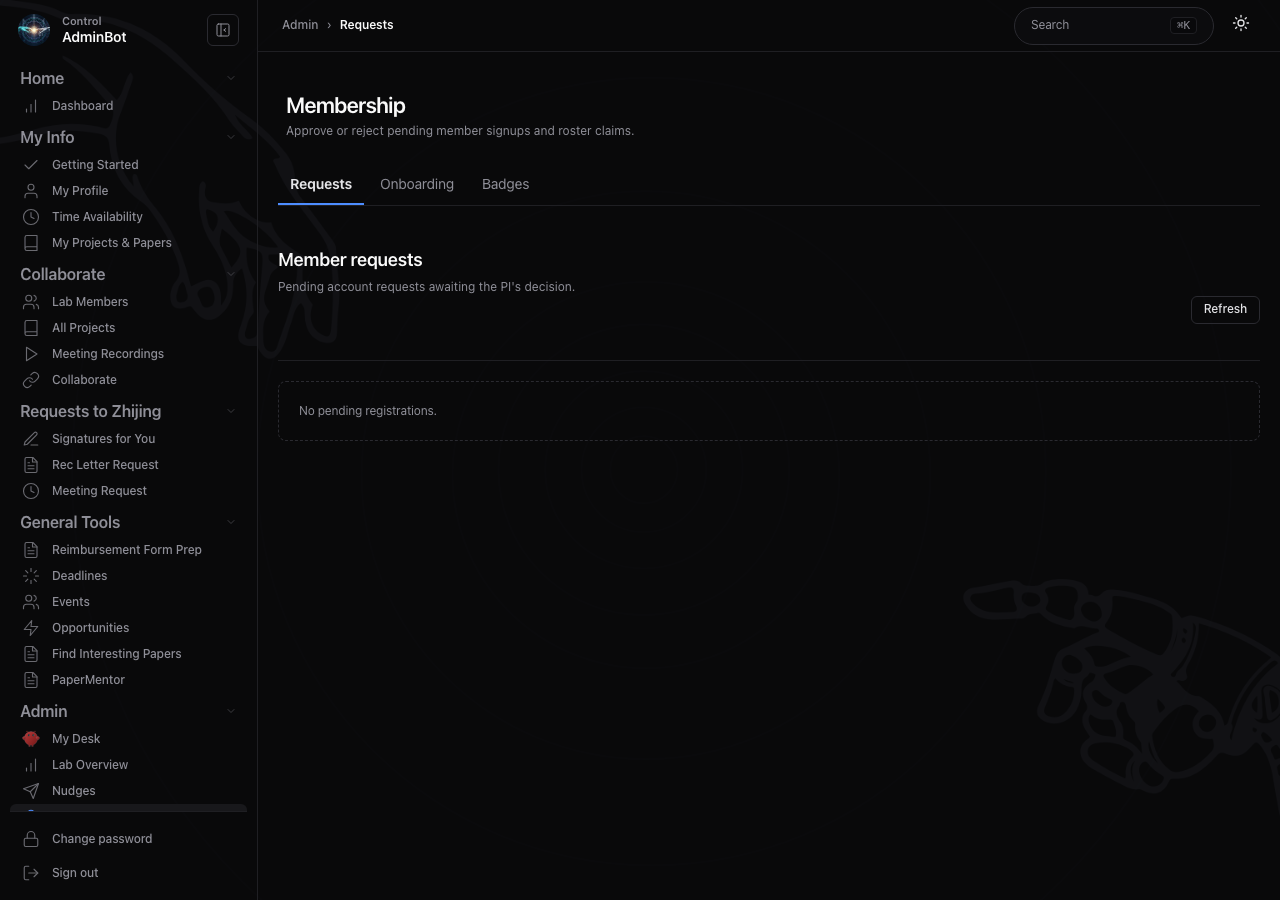 Control
AdminBot
Home
Dashboard
My Info
Getting Started
My Profile
Time Availability
My Projects & Papers
Collaborate
Lab Members
All Projects
Meeting Recordings
Collaborate
Requests to Zhijing
Signatures for You
Rec Letter Request
Meeting Request
General Tools
Reimbursement Form Prep
Deadlines
Events
Opportunities
Find Interesting Papers
PaperMentor
Admin
My Desk
Lab Overview
Nudges
Change password
Sign out
Admin › Requests
Search ⌘K
Membership
Approve or reject pending member signups and roster claims.
Requests Onboarding Badges
Member requests
Pending account requests awaiting the PI's decision.
Refresh
No pending registrations.